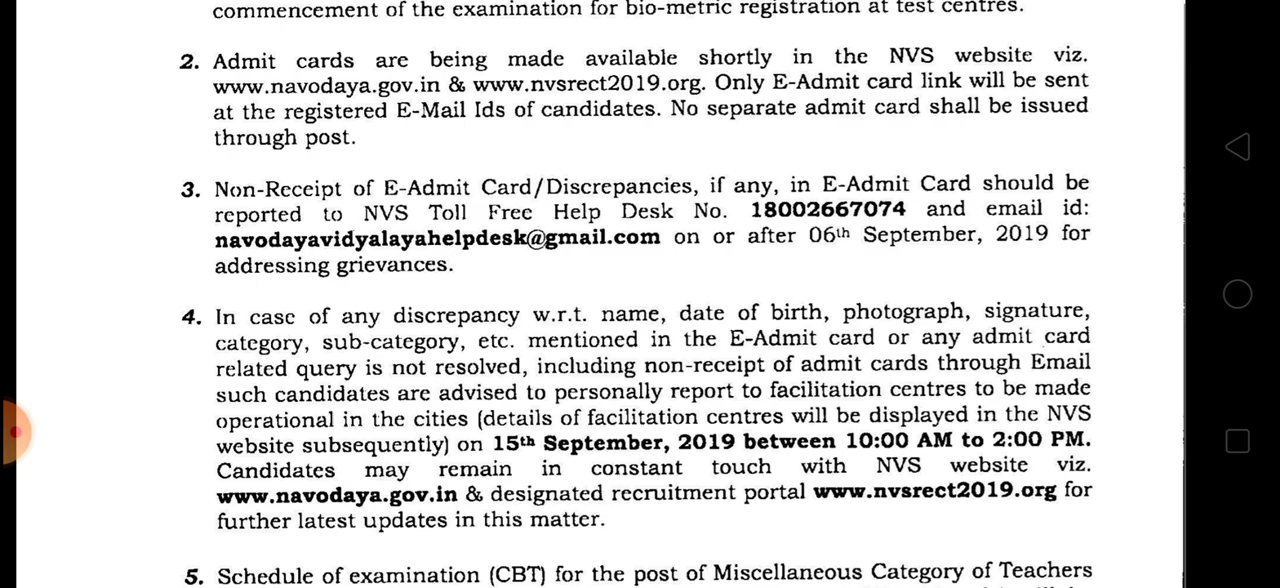 commencement of the examination for bio-metric registration at test centres.
2. Admit cards are being made available shortly in the NVS website viz.
www.navodaya.gov.in & www.nvsrect2019.org. Only E-Admit card link will be sent
at the registered E-Mail Ids of candidates. No separate admit card shall be issued
through post.
3. Non-Receipt of E-Admit Card/Discrepancies, if any, in E-Admit Card should be
reported to NVS Toll Free Help Desk No. 18002667074 and email id:
navodayavidyalayahelpdesk@gmail.com on or after 06th September, 2019 for
addressing grievances.
4. In case of any discrepancy w.r.t. name, date of birth, photograph, signature,
category, sub-category, etc. mentioned in the E-Admit card or any admit card
related query is not resolved, including non-receipt of admit cards through Email
such candidates are advised to personally report to facilitation centres to be made
operational in the cities (details of facilitation centres will be displayed in the NVS
website subsequently) on 15th September, 2019 between 10:00 AM to 2:00 PM.
Candidates may remain in constant touch with NVS website viz.
www.navodaya.gov.in & designated recruitment portal www.nvsrect2019.org for
further latest updates in this matter.
5. Schedule of examination (CBT) for the post of Miscellaneous Category of Teachers